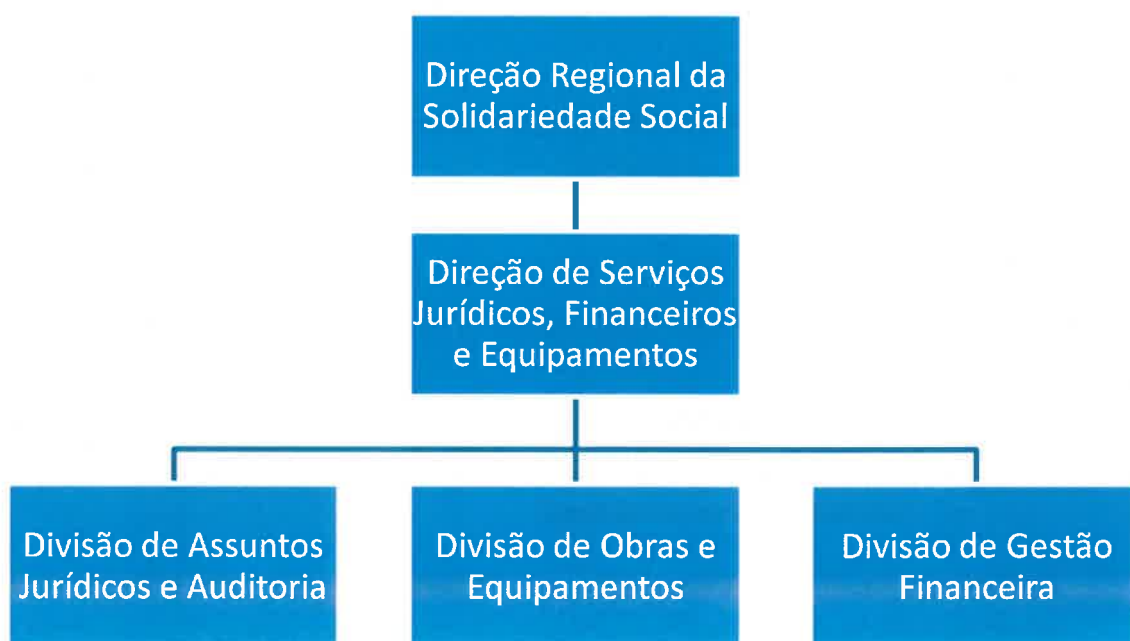 Direção Regional da
Solidariedade Social
Direção de Serviços
Jurídicos, Financeiros
e Equipamentos
Divisão de Assuntos
Jurídicos e Auditoria
Divisão de Obras e
Equipamentos
Divisão de Gestão
Financeira